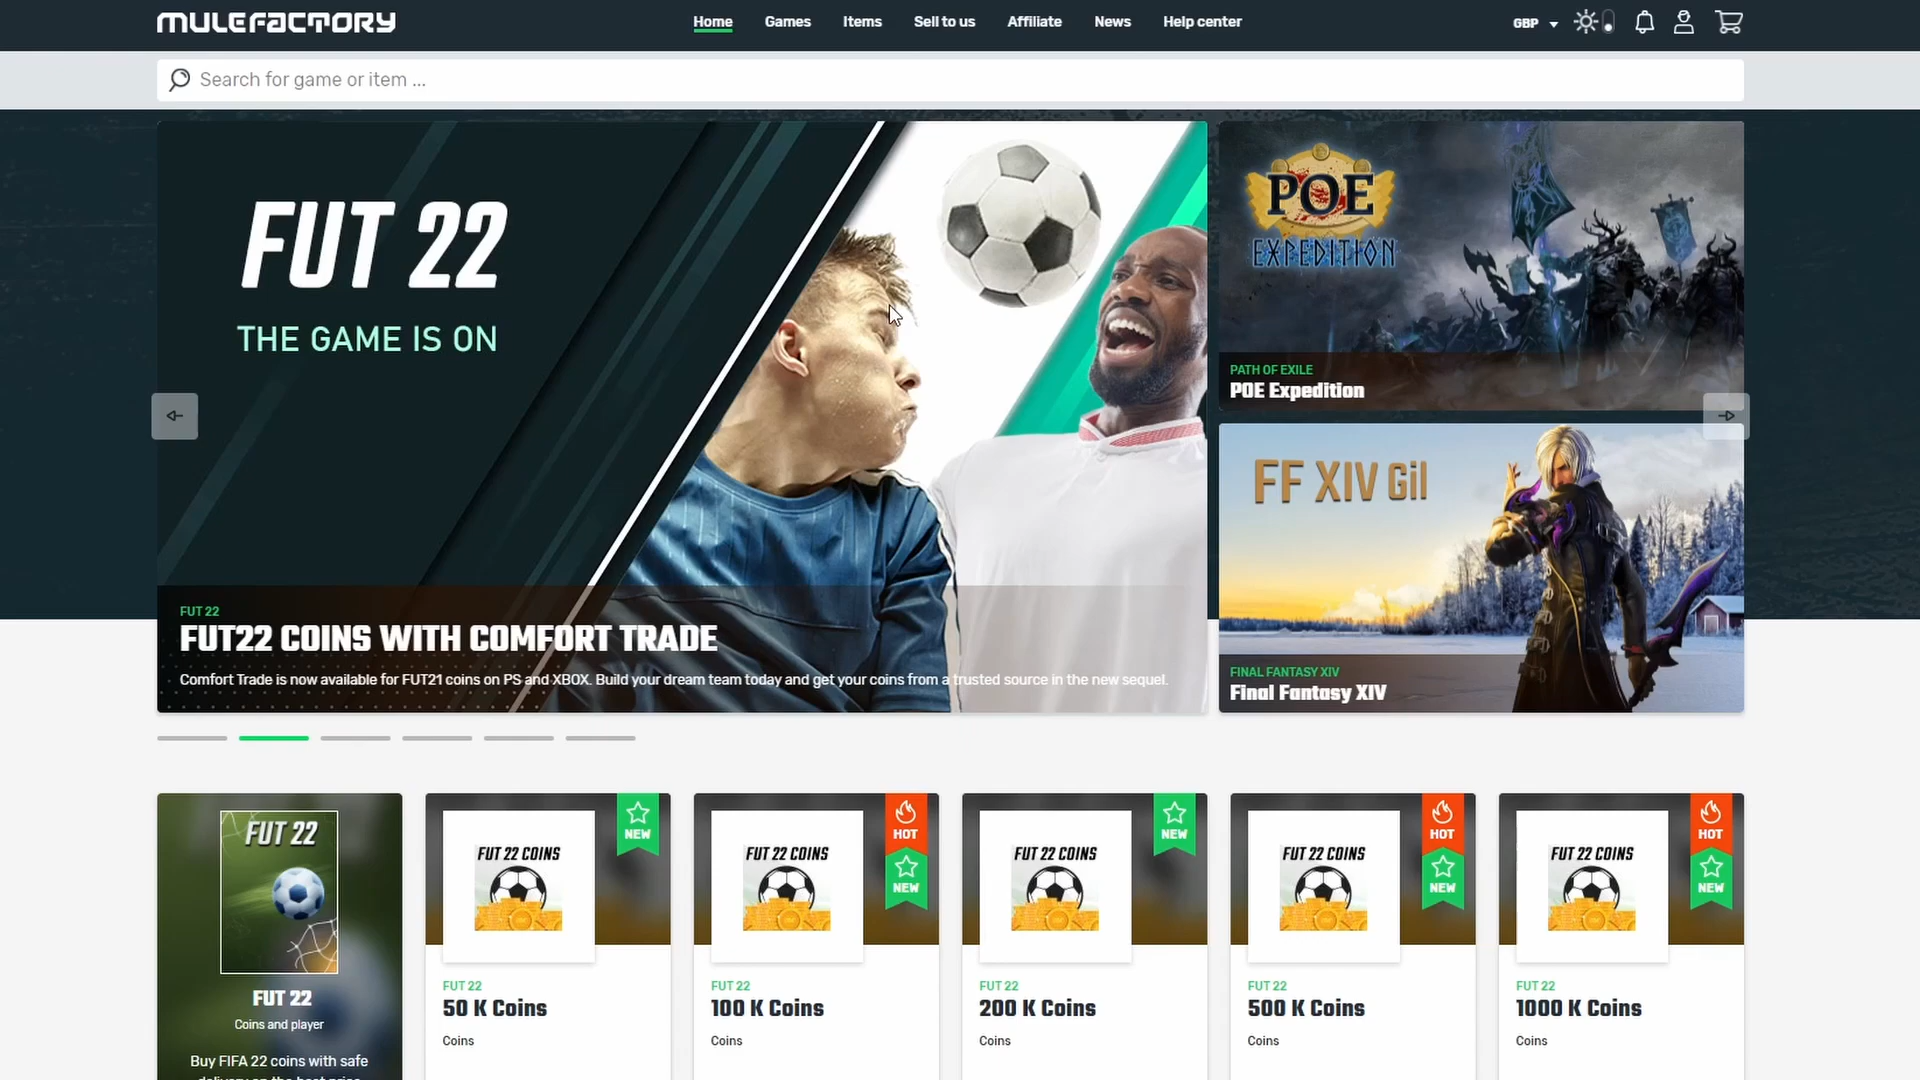 MULEFACTORY
Home Games Items Sell to us Affiliate News Help center
GBP
Search for game or item ...
FUT 22
THE GAME IS ON
FUT 22
FUT22 COINS WITH COMFORT TRADE
Comfort Trade is now available for FUT21 coins on PS and XBOX. Build your dream team today and get your coins from a trusted source in the new sequel.
POE
EXPEDITION
PATH OF EXILE
POE Expedition
FF XIV Gil
FINAL FANTASY XIV
Final Fantasy XIV
FUT 22
FUT 22
Coins and player
Buy FIFA 22 coins with safe
delivery on the best price
NEW
FUT 22 COINS
FUT 22
50 K Coins
Coins
HOT
NEW
FUT 22 COINS
FUT 22
100 K Coins
Coins
NEW
FUT 22 COINS
FUT 22
200 K Coins
Coins
HOT
NEW
FUT 22 COINS
FUT 22
500 K Coins
Coins
HOT
NEW
FUT 22 COINS
FUT 22
1000 K Coins
Coins